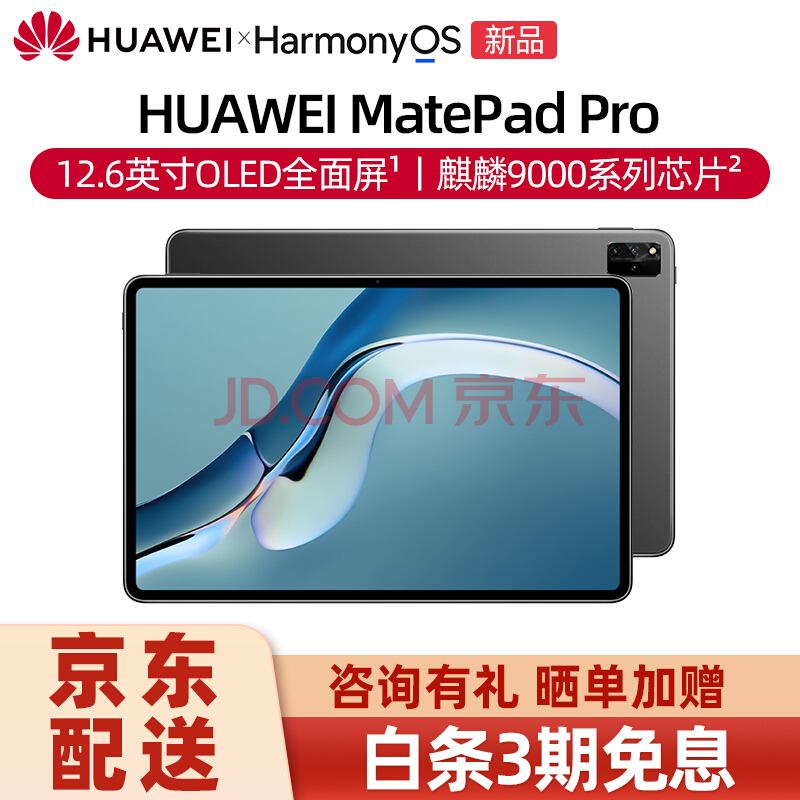 HUAWEI×HarmonyOS 新品
HUAWEI MatePad Pro
12.6英寸OLED全面屏¹丨麒麟9000系列芯片²
JD.COM 京东
京东
配送
咨询有礼 晒单加赠
白条3期免息